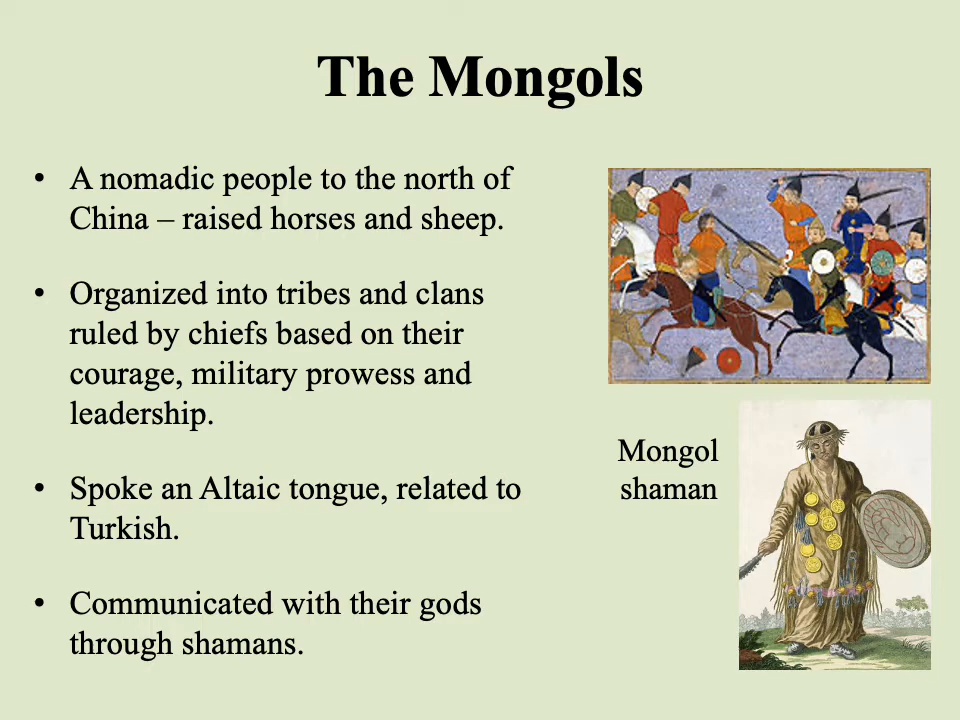 The Mongols
• A nomadic people to the north of
China – raised horses and sheep.
• Organized into tribes and clans
ruled by chiefs based on their
courage, military prowess and
leadership.
• Spoke an Altaic tongue, related to
Turkish.
• Communicated with their gods
through shamans.
Mongol
shaman